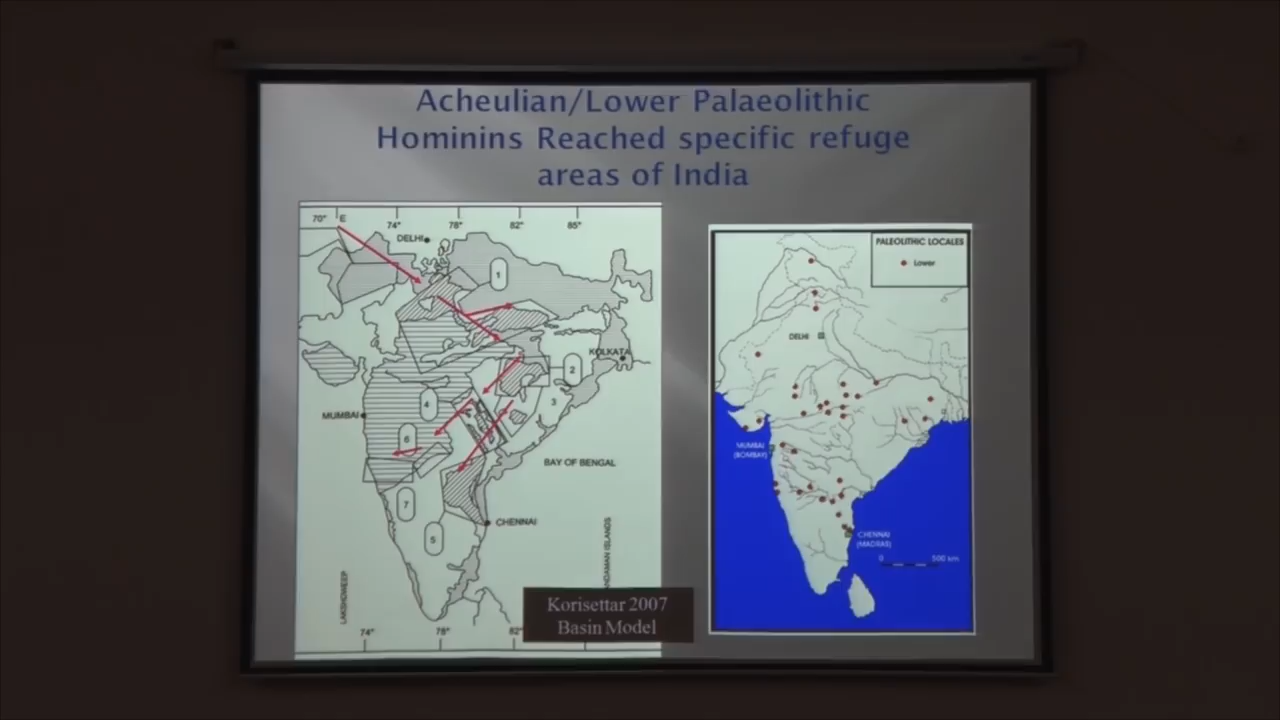 Acheulian/Lower Palaeolithic
Hominins Reached specific refuge
areas of India
70° E 74° 78° 82° 85°
DELHI
1
KOLKATA
2
3
4
MUMBAI
6
BAY OF BENGAL
7
CHENNAI
5
LAKSHDWEEP
NDAMAN ISLANDS
74° 78° 82°
Korisettar 2007
Basin Model
PALEOLITHIC LOCALES
Lower
DELHI
MUMBAI
(BOMBAY)
CHENNAI
(MADRAS)
0 500 km